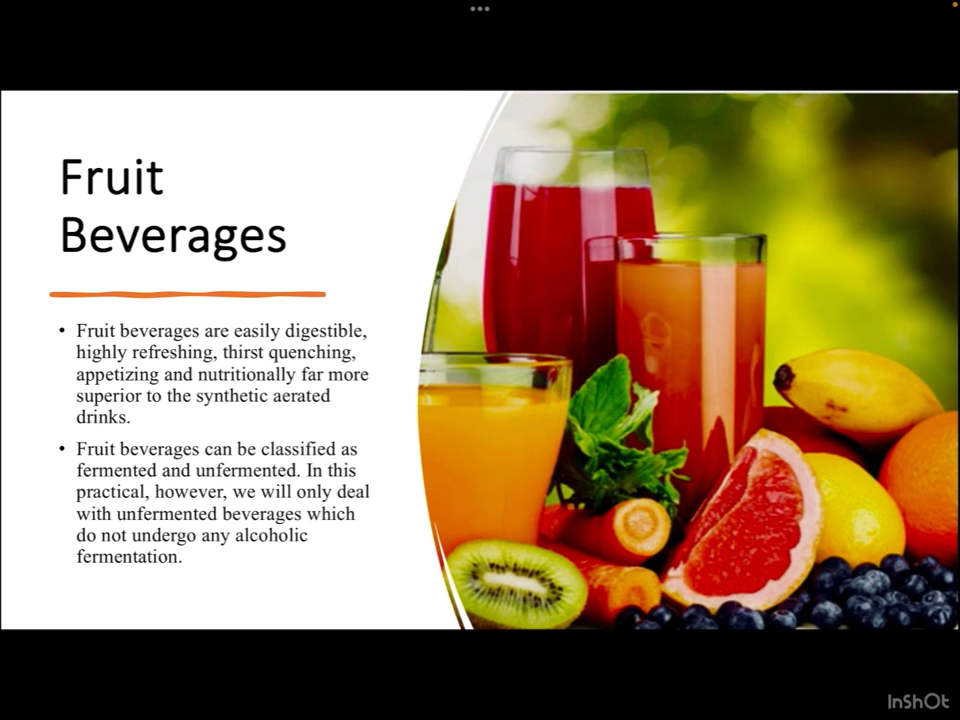 Fruit
Beverages
• Fruit beverages are easily digestible,
highly refreshing, thirst quenching,
appetizing and nutritionally far more
superior to the synthetic aerated
drinks.
• Fruit beverages can be classified as
fermented and unfermented. In this
practical, however, we will only deal
with unfermented beverages which
do not undergo any alcoholic
fermentation.
InShOt